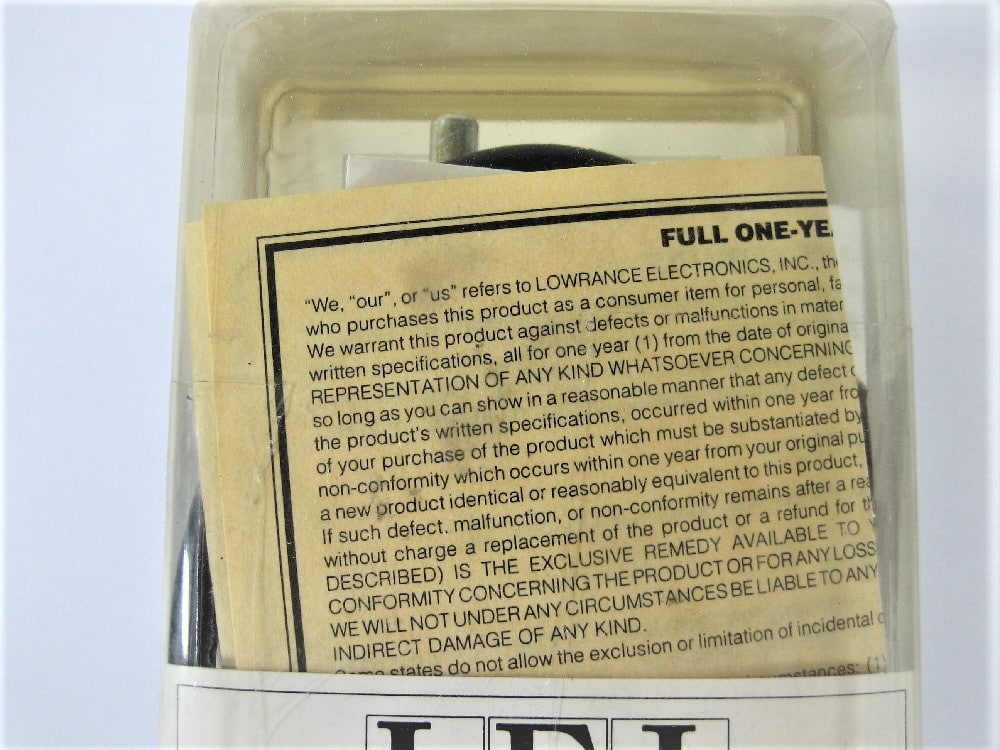 FULL ONE-YE
"We, "our", or "us" refers to LOWRANCE ELECTRONICS, INC., th
who purchases this product as a consumer item for personal, fa
We warrant this product against defects or malfunctions in mater
written specifications, all for one year (1) from the date of origina
REPRESENTATION OF ANY KIND WHATSOEVER CONCERNING
so long as you can show in a reasonable manner that any defect
the product's written specifications, occurred within one year fro
of your purchase of the product which must be substantiated by
non-conformity which occurs within one year from your original pu
a new product identical or reasonably equivalent to this product,
If such defect. malfunction, or non-conformity remains after a rea
without charge a replacement of the product or a refund for th
DESCRIBED) IS THE EXCLUSIVE REMEDY AVAILABLE TO Y
CONFORMITY CONCERNING THE PRODUCT OR FOR ANY LOSS
WE WILL NOT UNDER ANY CIRCUMSTANCES BE LIABLE TO ANY
INDIRECT DAMAGE OF ANY KIND.
Some states do not allow the exclusion or limitation of incidental
(1)
LEI